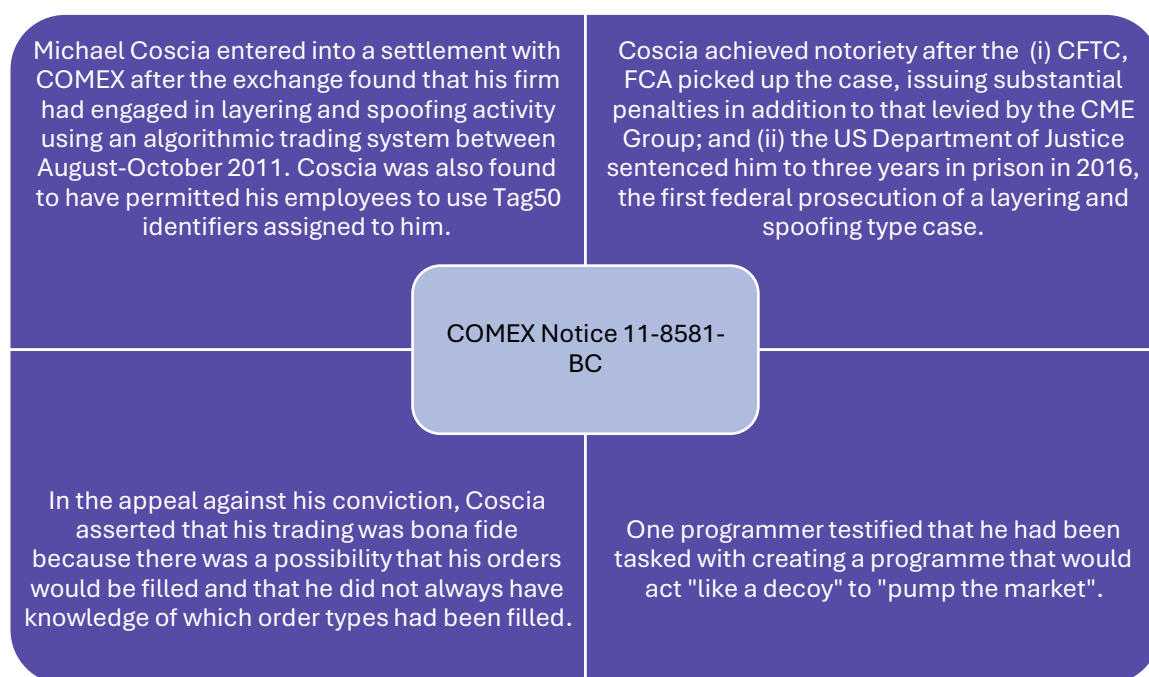 Michael Coscia entered into a settlement with
COMEX after the exchange found that his firm
had engaged in layering and spoofing activity
using an algorithmic trading system between
August-October 2011. Coscia was also found
to have permitted his employees to use Tag50
identifiers assigned to him.
Coscia achieved notoriety after the (i) CFTC,
FCA picked up the case, issuing substantial
penalties in addition to that levied by the CME
Group; and (ii) the US Department of Justice
sentenced him to three years in prison in 2016,
the first federal prosecution of a layering and
spoofing type case.
COMEX Notice 11-8581-
BC
In the appeal against his conviction, Coscia
asserted that his trading was bona fide
because there was a possibility that his orders
would be filled and that he did not always have
knowledge of which order types had been filled.
One programmer testified that he had been
tasked with creating a programme that would
act "like a decoy" to "pump the market".